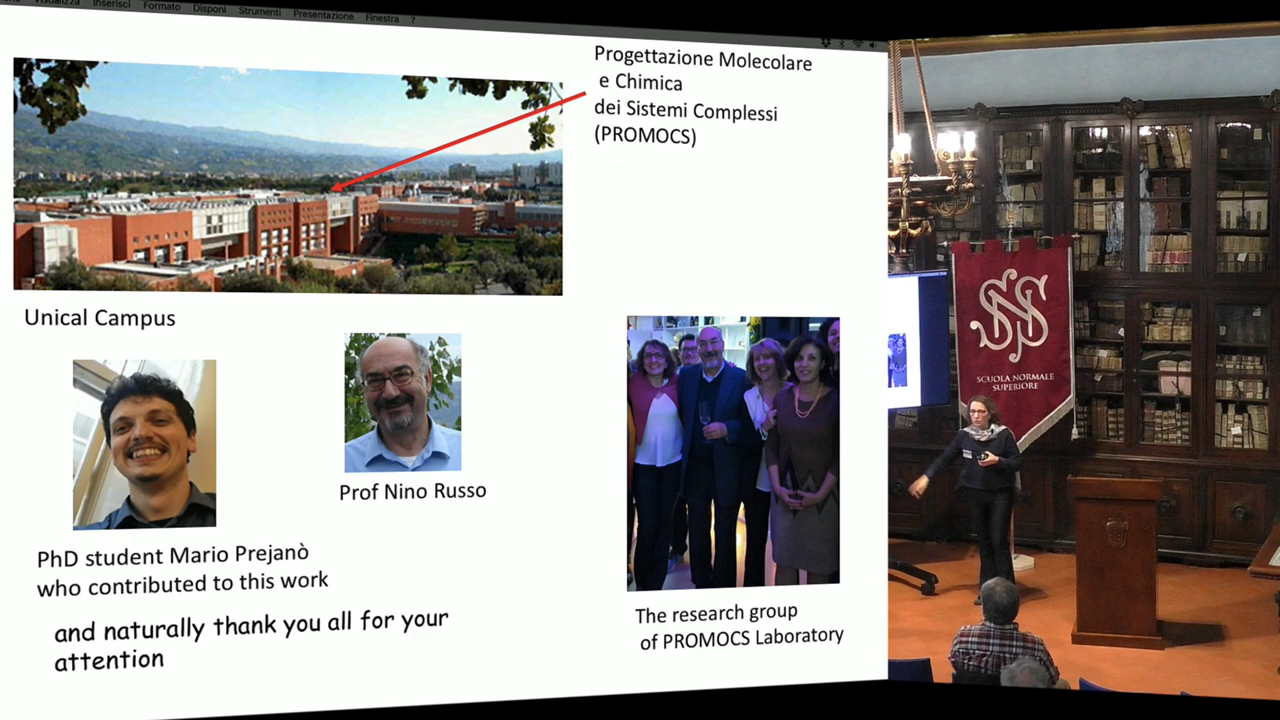 Visualizza Inserisci Formato Disponi Strumenti Presentazione Finestra ?
Progettazione Molecolare
e Chimica
dei Sistemi Complessi
(PROMOCS)
Unical Campus
Prof Nino Russo
PhD student Mario Prejanò
who contributed to this work
and naturally thank you all for your
attention
The research group
of PROMOCS Laboratory
SNS
SCUOLA NORMALE
SUPERIORE